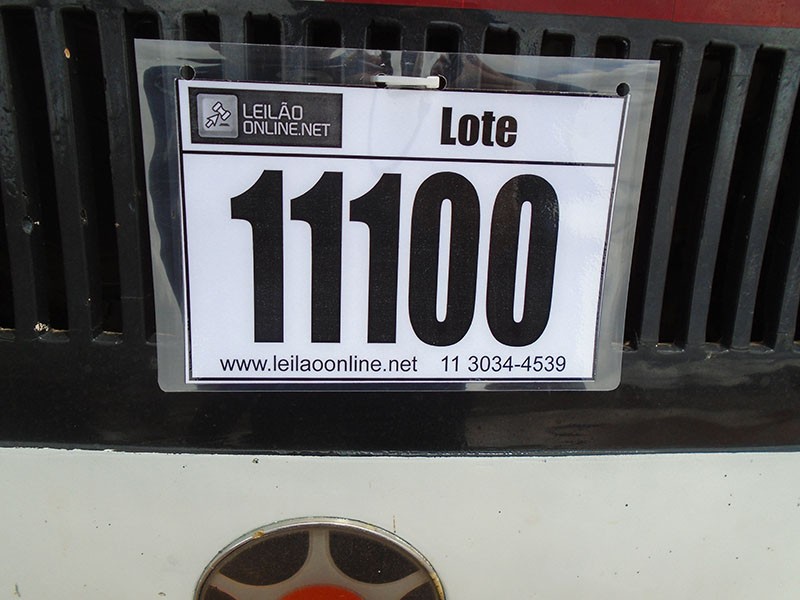 LEILÃO
ONLINE.NET
Lote
11100
www.leilaoonline.net 11 3034-4539